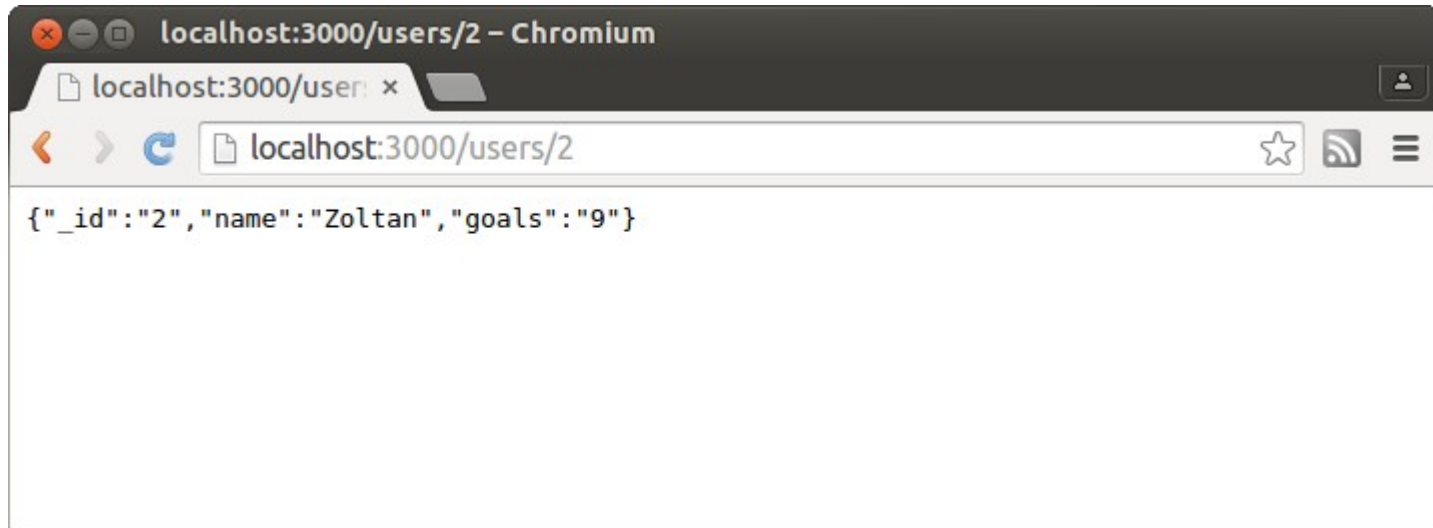 localhost:3000/users/2 – Chromium
localhost:3000/user
localhost:3000/users/2
{"_id":"2","name":"Zoltan","goals":"9"}